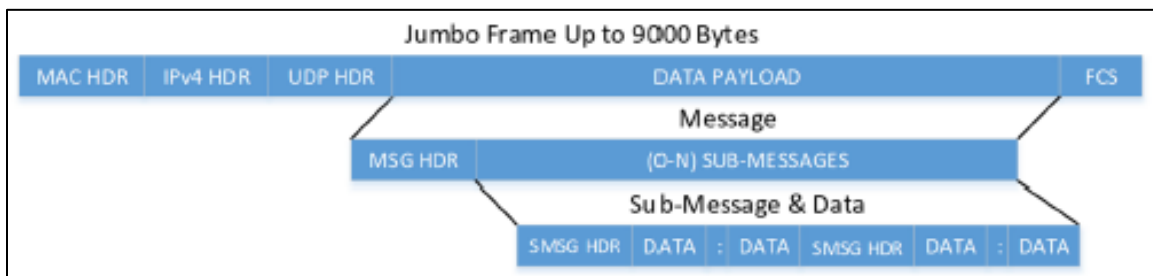 Jumbo Frame Up to 9000 Bytes
MAC HDR IPv4 HDR UDP HDR DATA PAYLOAD FCS
Message
MSG HDR (0-N) SUB-MESSAGES
Sub-Message & Data
SMSG HDR DATA : DATA SMSG HDR DATA : DATA